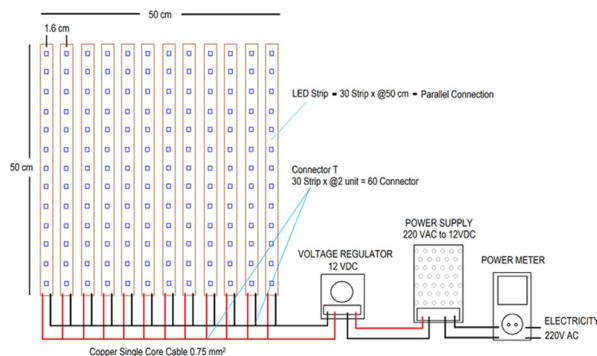 50 cm
1.6 cm
LED Strip = 30 Strip x @50 cm = Parallel Connection
50 cm
Connector T
30 Strip x @2 unit = 60 Connector
POWER SUPPLY
220 VAC to 12VDC
VOLTAGE REGULATOR
12 VDC
POWER METER
ELECTRICITY
220V AC
Copper Single Core Cable 0.75 mm²